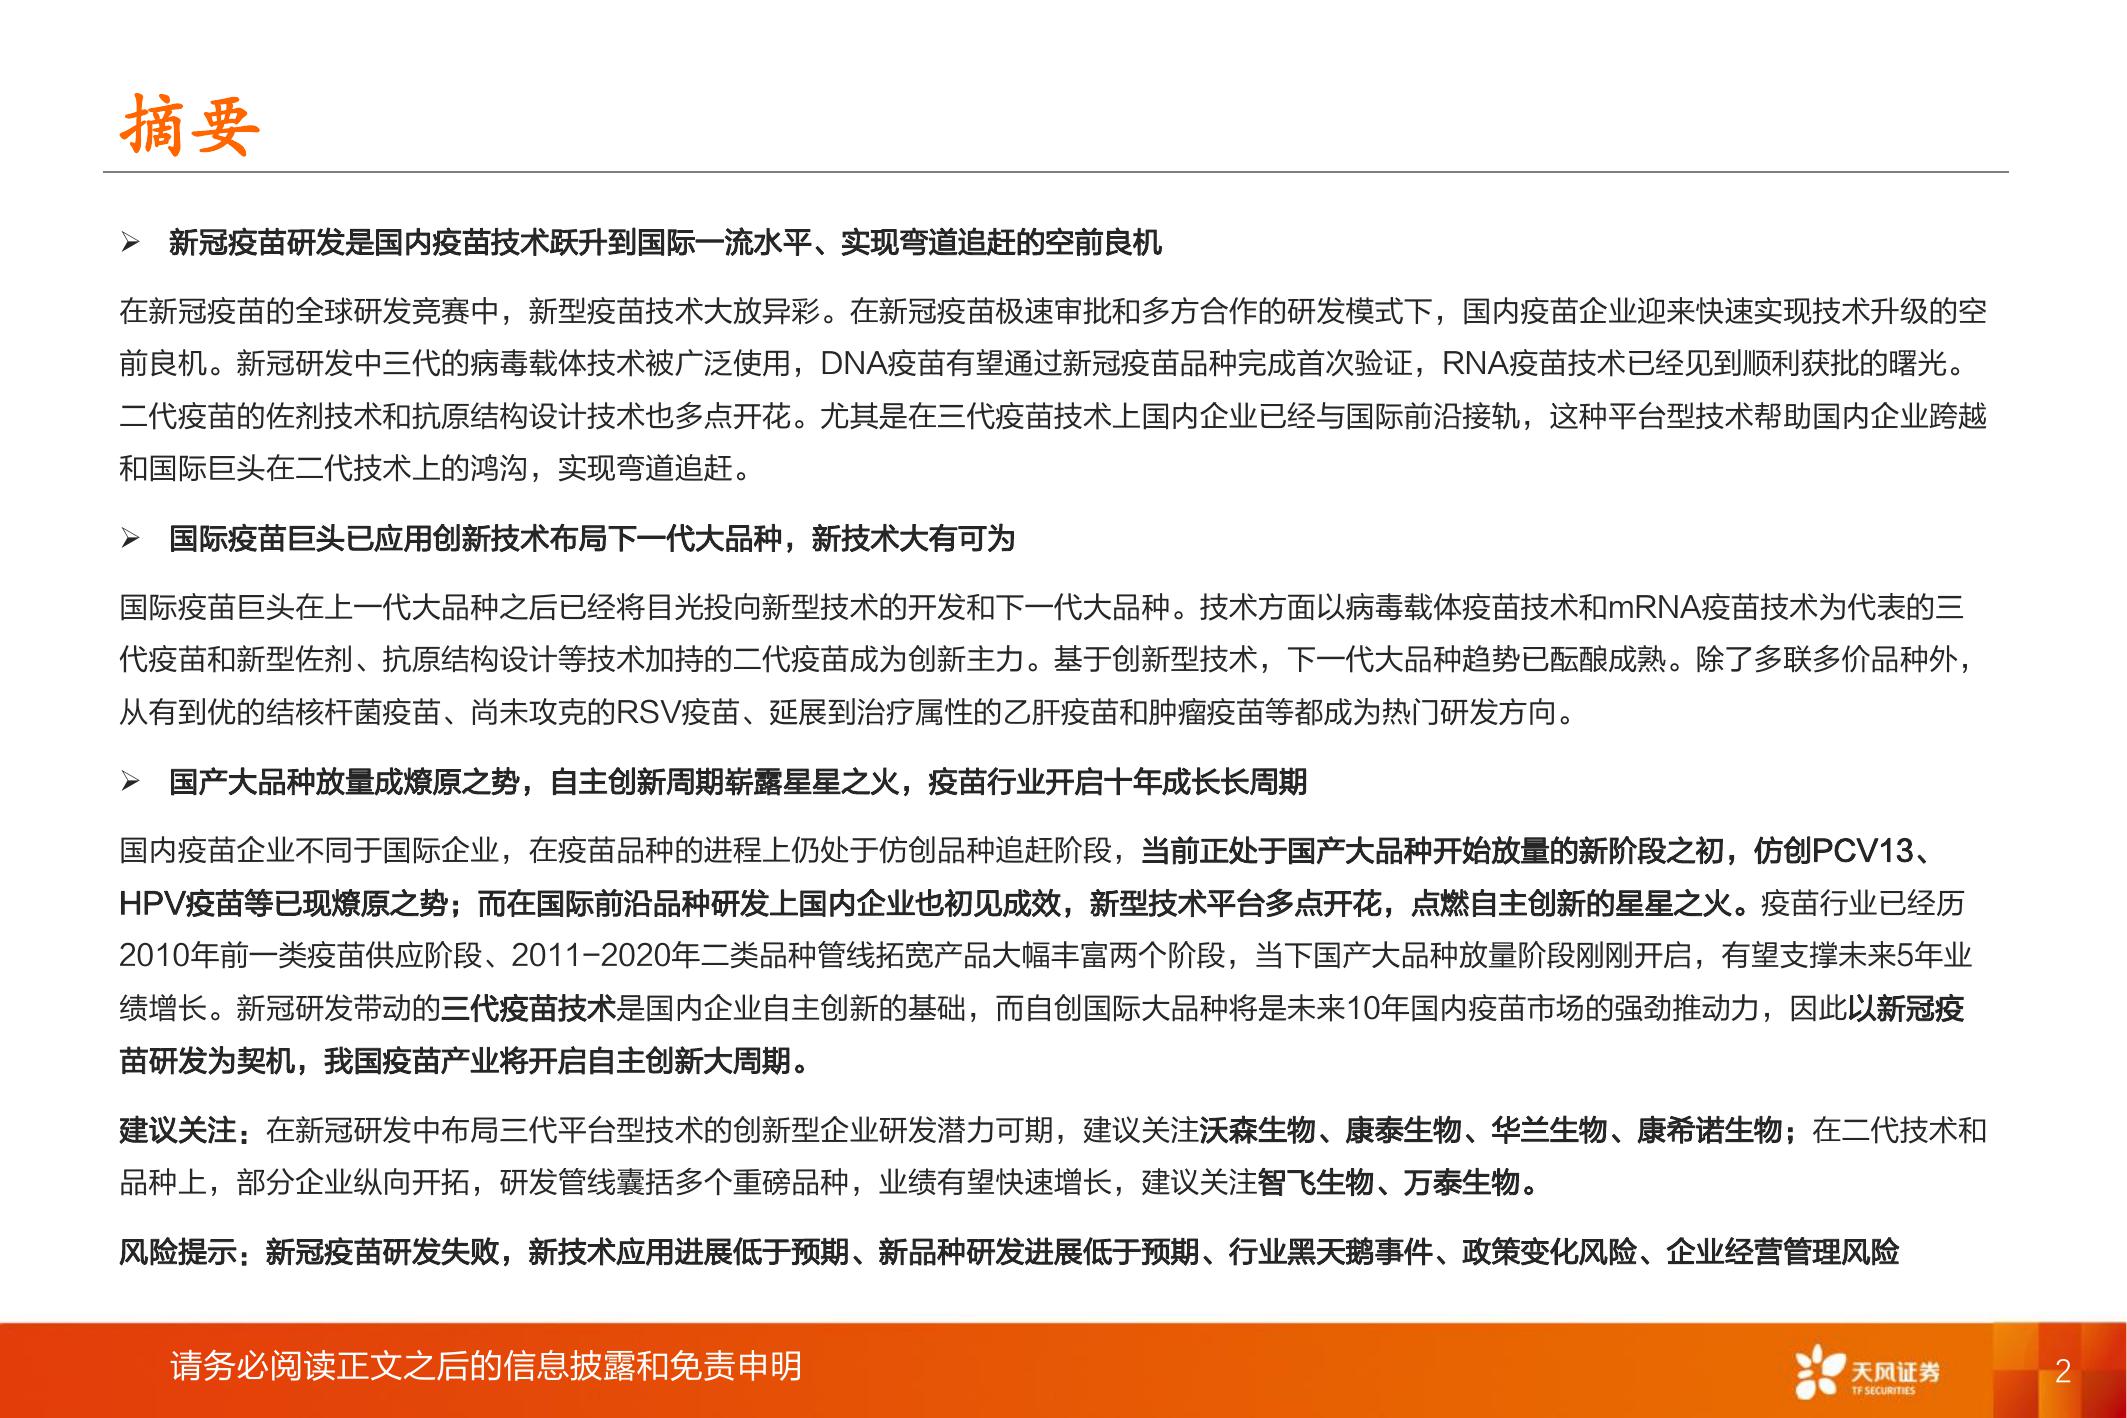 摘要
➢ 新冠疫苗研发是国内疫苗技术跃升到国际一流水平、实现弯道追赶的空前良机
在新冠疫苗的全球研发竞赛中，新型疫苗技术大放异彩。在新冠疫苗极速审批和多方合作的研发模式下，国内疫苗企业迎来快速实现技术升级的空
前良机。新冠研发中三代的病毒载体技术被广泛使用，DNA疫苗有望通过新冠疫苗品种完成首次验证，RNA疫苗技术已经见到顺利获批的曙光。
二代疫苗的佐剂技术和抗原结构设计技术也多点开花。尤其是在三代疫苗技术上国内企业已经与国际前沿接轨，这种平台型技术帮助国内企业跨越
和国际巨头在二代技术上的鸿沟，实现弯道追赶。
➢ 国际疫苗巨头已应用创新技术布局下一代大品种，新技术大有可为
国际疫苗巨头在上一代大品种之后已经将目光投向新型技术的开发和下一代大品种。技术方面以病毒载体疫苗技术和mRNA疫苗技术为代表的三
代疫苗和新型佐剂、抗原结构设计等技术加持的二代疫苗成为创新主力。基于创新型技术，下一代大品种趋势已酝酿成熟。除了多联多价品种外，
从有到优的结核杆菌疫苗、尚未攻克的RSV疫苗、延展到治疗属性的乙肝疫苗和肿瘤疫苗等都成为热门研发方向。
➢ 国产大品种放量成燎原之势，自主创新周期崭露星星之火，疫苗行业开启十年成长长周期
国内疫苗企业不同于国际企业，在疫苗品种的进程上仍处于仿创品种追赶阶段，当前正处于国产大品种开始放量的新阶段之初，仿创PCV13、
HPV疫苗等已现燎原之势；而在国际前沿品种研发上国内企业也初见成效，新型技术平台多点开花，点燃自主创新的星星之火。疫苗行业已经历
2010年前一类疫苗供应阶段、2011-2020年二类品种管线拓宽产品大幅丰富两个阶段，当下国产大品种放量阶段刚刚开启，有望支撑未来5年业
绩增长。新冠研发带动的三代疫苗技术是国内企业自主创新的基础，而自创国际大品种将是未来10年国内疫苗市场的强劲推动力，因此以新冠疫
苗研发为契机，我国疫苗产业将开启自主创新大周期。
建议关注：在新冠研发中布局三代平台型技术的创新型企业研发潜力可期，建议关注沃森生物、康泰生物、华兰生物、康希诺生物；在二代技术和
品种上，部分企业纵向开拓，研发管线囊括多个重磅品种，业绩有望快速增长，建议关注智飞生物、万泰生物。
风险提示：新冠疫苗研发失败，新技术应用进展低于预期、新品种研发进展低于预期、行业黑天鹅事件、政策变化风险、企业经营管理风险
请务必阅读正文之后的信息披露和免责申明
天风证券
TF SECURITIES
2